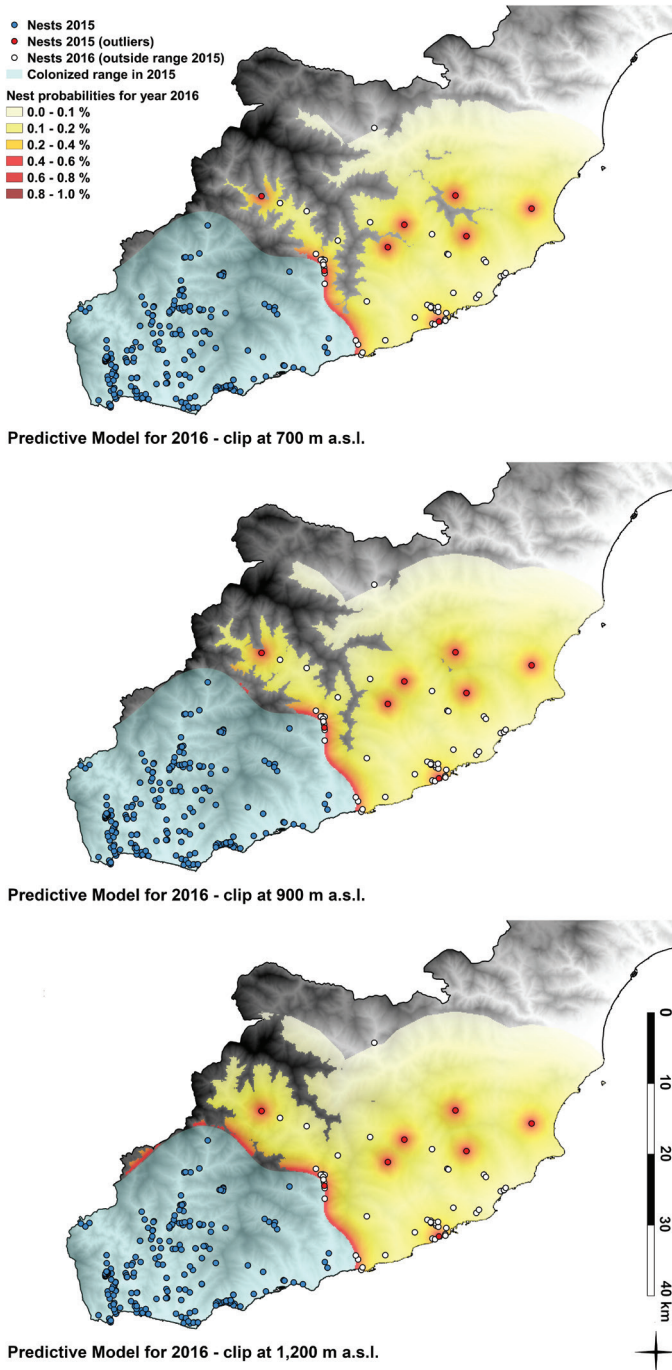 Nests 2015
Nests 2015 (outliers)
Nests 2016 (outside range 2015)
Colonized range in 2015
Nest probabilities for year 2016
0.0 - 0.1 %
0.1 - 0.2 %
0.2 - 0.4 %
0.4 - 0.6 %
0.6 - 0.8 %
0.8 - 1.0 %
Predictive Model for 2016 - clip at 700 m a.s.l.
Predictive Model for 2016 - clip at 900 m a.s.l.
0
10
20
30
40 km
Predictive Model for 2016 - clip at 1,200 m a.s.l.